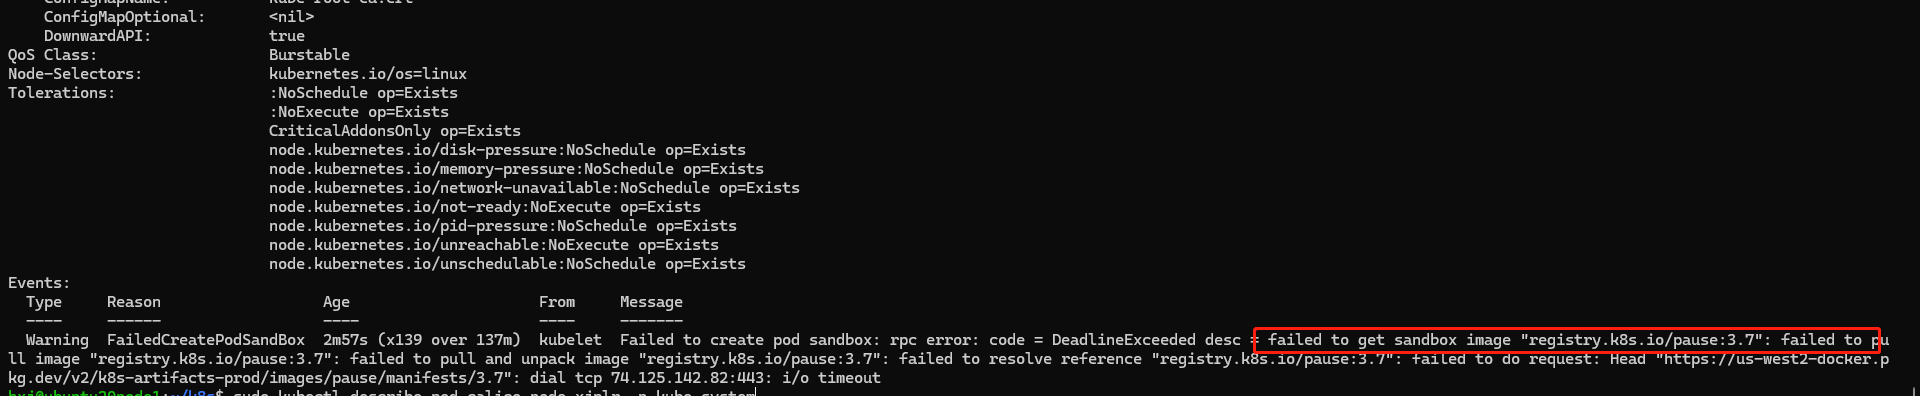 ConfigMapName:
ConfigMapOptional: <nil>
DownwardAPI: true
QoS Class: Burstable
Node-Selectors: kubernetes.io/os=linux
Tolerations: :NoSchedule op=Exists
:NoExecute op=Exists
CriticalAddonsOnly op=Exists
node.kubernetes.io/disk-pressure:NoSchedule op=Exists
node.kubernetes.io/memory-pressure:NoSchedule op=Exists
node.kubernetes.io/network-unavailable:NoSchedule op=Exists
node.kubernetes.io/not-ready:NoExecute op=Exists
node.kubernetes.io/pid-pressure:NoSchedule op=Exists
node.kubernetes.io/unreachable:NoExecute op=Exists
node.kubernetes.io/unschedulable:NoSchedule op=Exists
Events:
Type Reason Age From Message
---- ------ ---- ---- -------
Warning FailedCreatePodSandBox 2m57s (x139 over 137m) kubelet Failed to create pod sandbox: rpc error: code = DeadlineExceeded desc = failed to get sandbox image "registry.k8s.io/pause:3.7": failed to pu
ll image "registry.k8s.io/pause:3.7": failed to pull and unpack image "registry.k8s.io/pause:3.7": failed to resolve reference "registry.k8s.io/pause:3.7": failed to do request: Head "https://us-west2-docker.p
kg.dev/v2/k8s-artifacts-prod/images/pause/manifests/3.7": dial tcp 74.125.142.82:443: i/o timeout
sudo kubectl describe pod